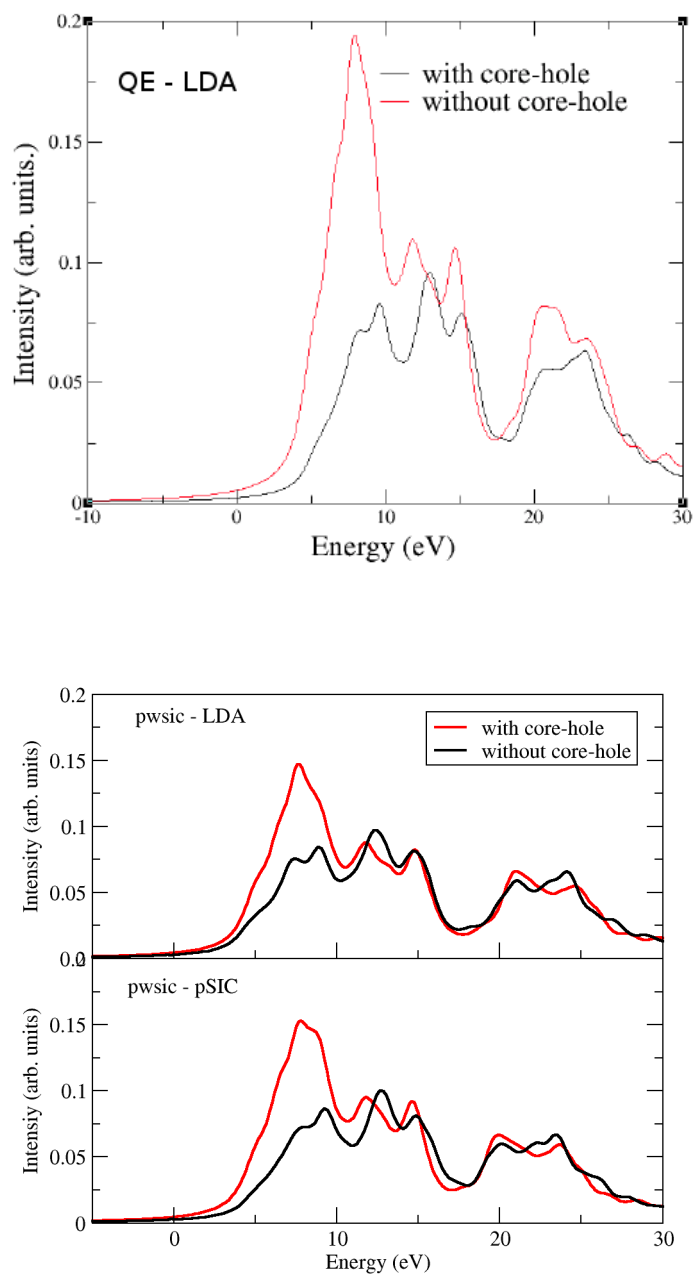 0.2
QE - LDA
with core-hole
without core-hole
0.15
0.1
0.05
0
Intensity (arb. units.)
-10 0 10 20 30
Energy (eV)
0.2
pwsic - LDA
with core-hole
without core-hole
0.15
0.1
0.05
0
Intensity (arb. units)
pwsic - pSIC
0.15
0.1
0.05
0
Intensiy (arb. units)
0 10 20 30
Energy (eV)